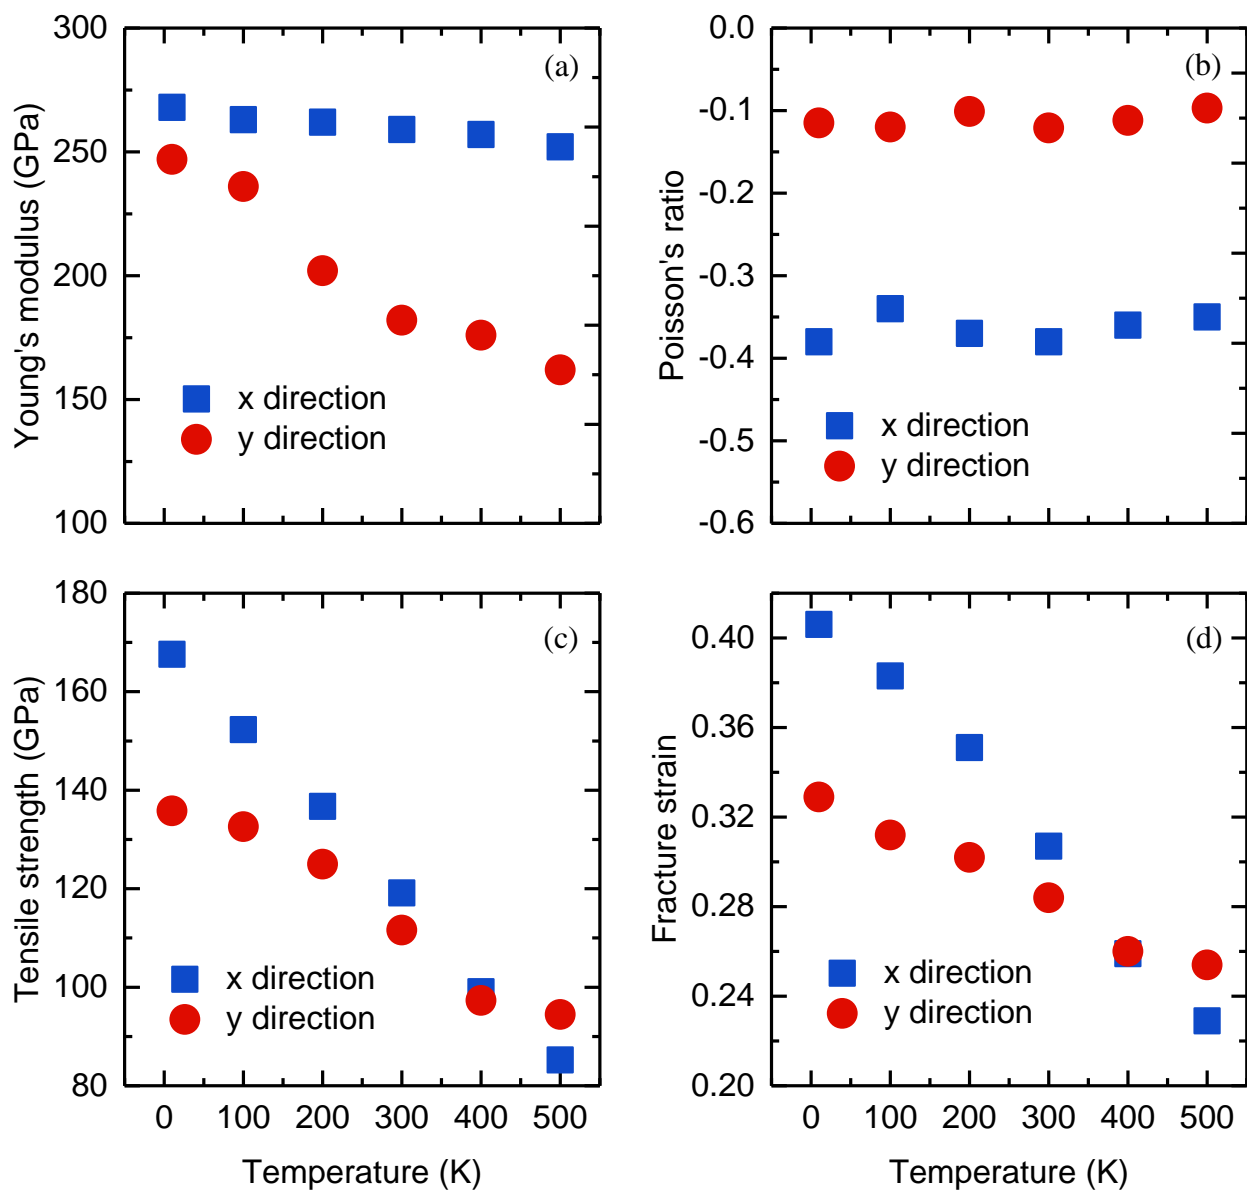 300
250
200
150
100
Young's modulus (GPa)
(a)
x direction
y direction
0.0
-0.1
-0.2
-0.3
-0.4
-0.5
-0.6
Poisson's ratio
(b)
x direction
y direction
180
160
140
120
100
80
Tensile strength (GPa)
(c)
x direction
y direction
0 100 200 300 400 500
Temperature (K)
0.40
0.36
0.32
0.28
0.24
0.20
Fracture strain
(d)
x direction
y direction
0 100 200 300 400 500
Temperature (K)